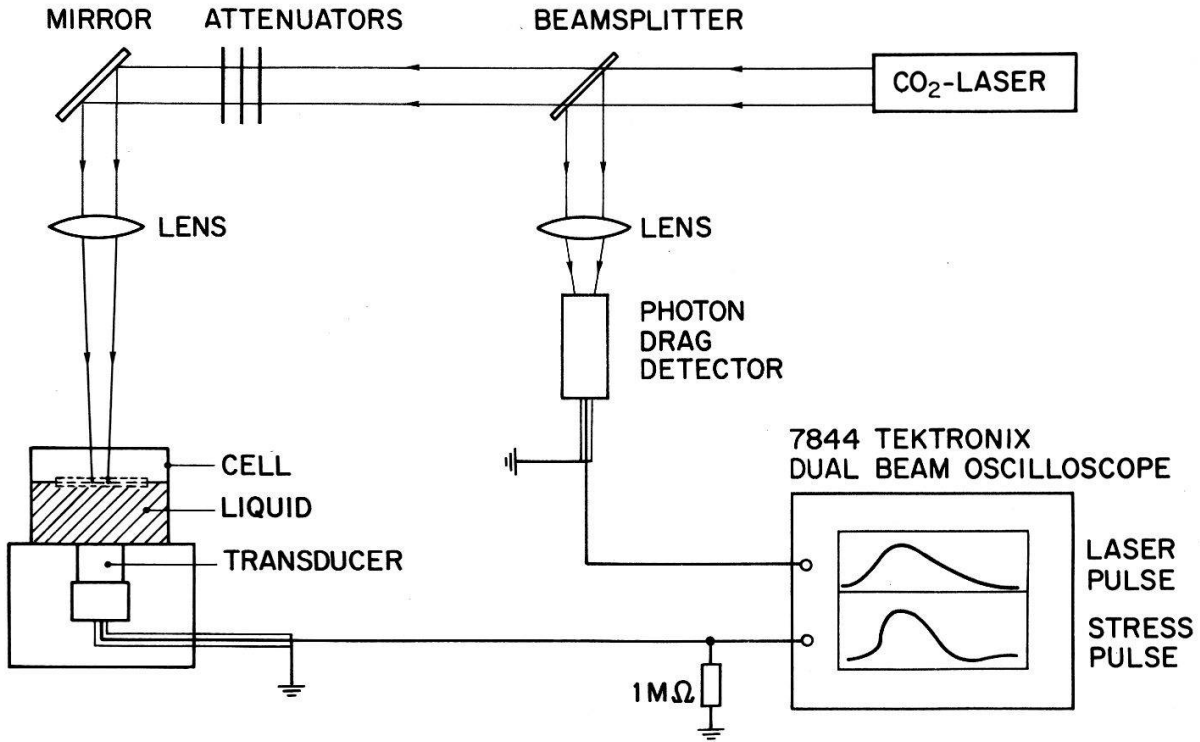 MIRROR
ATTENUATORS
BEAMSPLITTER
CO₂-LASER
LENS
LENS
PHOTON
DRAG
DETECTOR
CELL
LIQUID
TRANSDUCER
7844 TEKTRONIX
DUAL BEAM OSCILLOSCOPE
LASER
PULSE
STRESS
PULSE
1MΩ